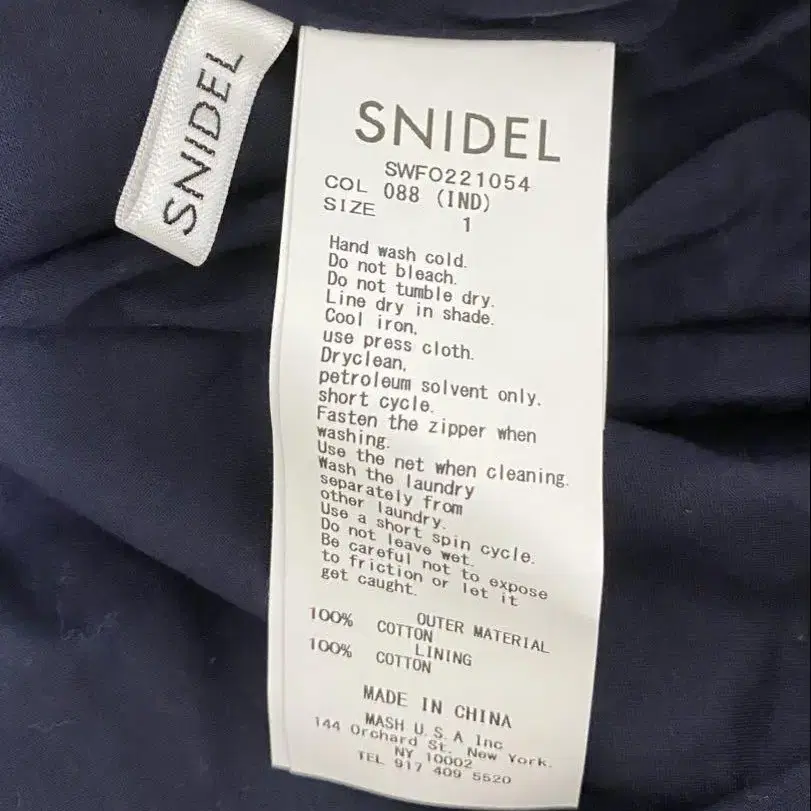 SNIDEL
SNIDEL
SWFO221054
COL 088 (IND)
SIZE 1
Hand wash cold.
Do not bleach.
Do not tumble dry.
Line dry in shade.
Cool iron,
use press cloth.
Dryclean,
petroleum solvent only.
short cycle.
Fasten the zipper when
washing.
Use the net when cleaning.
Wash the laundry
separately from
other laundry.
Use a short spin cycle.
Do not leave wet.
Be careful not to expose
to friction or let it
get caught.
OUTER MATERIAL
100% COTTON
LINING
100% COTTON
MADE IN CHINA
MASH U.S.A Inc
144 Orchard St. New York.
NY 10002
TEL 917 409 5520